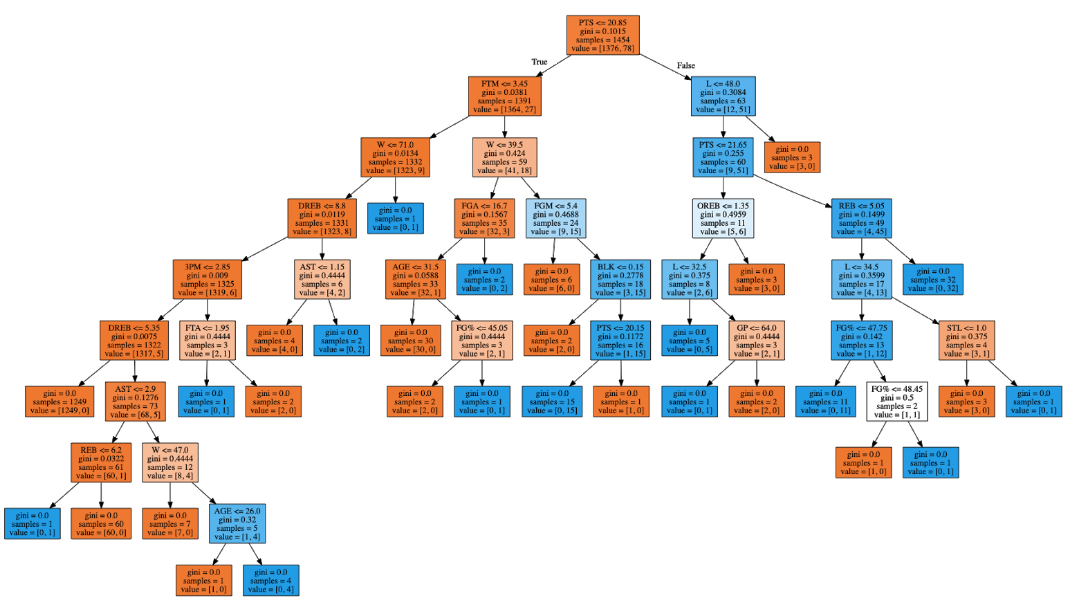 PTS <= 20.85
gini = 0.1015
samples = 1454
value = [1376, 78]
True
False
FTM <= 3.45
gini = 0.0381
samples = 1391
value = [1364, 27]
L <= 48.0
gini = 0.3084
samples = 63
value = [12, 51]
W <= 71.0
gini = 0.0134
samples = 1332
value = [1323, 9]
W <= 39.5
gini = 0.424
samples = 59
value = [41, 18]
PTS <= 21.65
gini = 0.255
samples = 60
value = [9, 51]
gini = 0.0
samples = 3
value = [3, 0]
DREB <= 8.8
gini = 0.0119
samples = 1331
value = [1323, 8]
gini = 0.0
samples = 1
value = [0, 1]
FGA <= 16.7
gini = 0.1567
samples = 35
value = [32, 3]
FGM <= 5.4
gini = 0.4688
samples = 24
value = [9, 15]
OREB <= 1.35
gini = 0.4959
samples = 11
value = [5, 6]
REB <= 5.05
gini = 0.1499
samples = 49
value = [4, 45]
3PM <= 2.85
gini = 0.009
samples = 1325
value = [1319, 6]
AST <= 1.15
gini = 0.4444
samples = 6
value = [4, 2]
AGE <= 31.5
gini = 0.0588
samples = 33
value = [32, 1]
gini = 0.0
samples = 2
value = [0, 2]
gini = 0.0
samples = 6
value = [6, 0]
BLK <= 0.15
gini = 0.2778
samples = 18
value = [3, 15]
L <= 32.5
gini = 0.375
samples = 8
value = [2, 6]
gini = 0.0
samples = 3
value = [3, 0]
L <= 34.5
gini = 0.3599
samples = 17
value = [4, 13]
gini = 0.0
samples = 32
value = [0, 32]
DREB <= 5.35
gini = 0.0075
samples = 1322
value = [1317, 5]
FTA <= 1.95
gini = 0.4444
samples = 3
value = [2, 1]
gini = 0.0
samples = 4
value = [4, 0]
gini = 0.0
samples = 2
value = [0, 2]
gini = 0.0
samples = 30
value = [30, 0]
FG% <= 45.05
gini = 0.4444
samples = 3
value = [2, 1]
gini = 0.0
samples = 2
value = [2, 0]
PTS <= 20.15
gini = 0.1172
samples = 16
value = [1, 15]
gini = 0.0
samples = 5
value = [0, 5]
GP <= 64.0
gini = 0.4444
samples = 3
value = [2, 1]
FG% <= 47.75
gini = 0.142
samples = 13
value = [1, 12]
STL <= 1.0
gini = 0.375
samples = 4
value = [3, 1]
gini = 0.0
samples = 1249
value = [1249, 0]
AST <= 2.9
gini = 0.1276
samples = 73
value = [68, 5]
gini = 0.0
samples = 1
value = [0, 1]
gini = 0.0
samples = 2
value = [2, 0]
gini = 0.0
samples = 2
value = [2, 0]
gini = 0.0
samples = 1
value = [0, 1]
gini = 0.0
samples = 15
value = [0, 15]
gini = 0.0
samples = 1
value = [1, 0]
gini = 0.0
samples = 1
value = [0, 1]
gini = 0.0
samples = 2
value = [2, 0]
gini = 0.0
samples = 11
value = [0, 11]
FG% <= 48.45
gini = 0.5
samples = 2
value = [1, 1]
gini = 0.0
samples = 3
value = [3, 0]
gini = 0.0
samples = 1
value = [0, 1]
REB <= 6.2
gini = 0.0322
samples = 61
value = [60, 1]
W <= 47.0
gini = 0.4444
samples = 12
value = [8, 4]
gini = 0.0
samples = 1
value = [1, 0]
gini = 0.0
samples = 1
value = [0, 1]
gini = 0.0
samples = 1
value = [0, 1]
gini = 0.0
samples = 60
value = [60, 0]
gini = 0.0
samples = 7
value = [7, 0]
AGE <= 26.0
gini = 0.32
samples = 5
value = [1, 4]
gini = 0.0
samples = 1
value = [1, 0]
gini = 0.0
samples = 4
value = [0, 4]